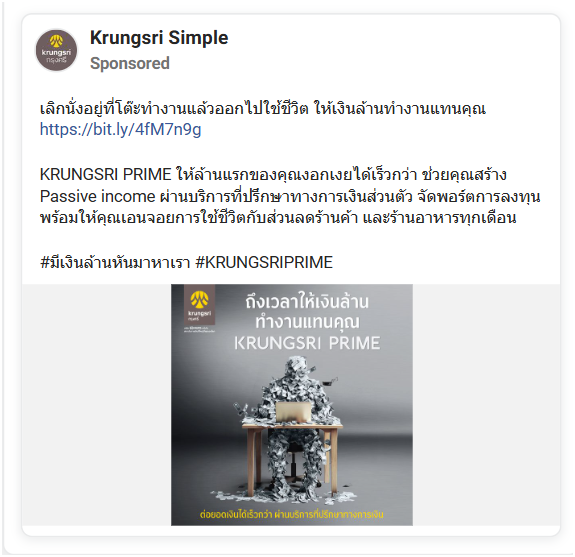 Krungsri Simple
krungsri
กรุงศรี
Sponsored
เลิกนั่งอยู่ที่โต๊ะทำงานแล้วออกไปใช้ชีวิต ให้เงินล้านทำงานแทนคุณ
https://bit.ly/4fM7n9g
KRUNGSRI PRIME ให้ล้านแรกของคุณงอกเงยได้เร็วกว่า ช่วยคุณสร้าง
Passive income ผ่านบริการที่ปรึกษาทางการเงินส่วนตัว จัดพอร์ตการลงทุน
พร้อมให้คุณเอนจอยการใช้ชีวิตกับส่วนลดร้านค้า และร้านอาหารทุกเดือน
#มีเงินล้านหันมาหาเรา #KRUNGSRIPRIME
krungsri
กรุงศรี
ถึงเวลาให้เงินล้าน
ทำงานแทนคุณ
KRUNGSRI PRIME
ต่อยอดเงินได้เร็วกว่า ผ่านบริการที่ปรึกษาทางการเงิน